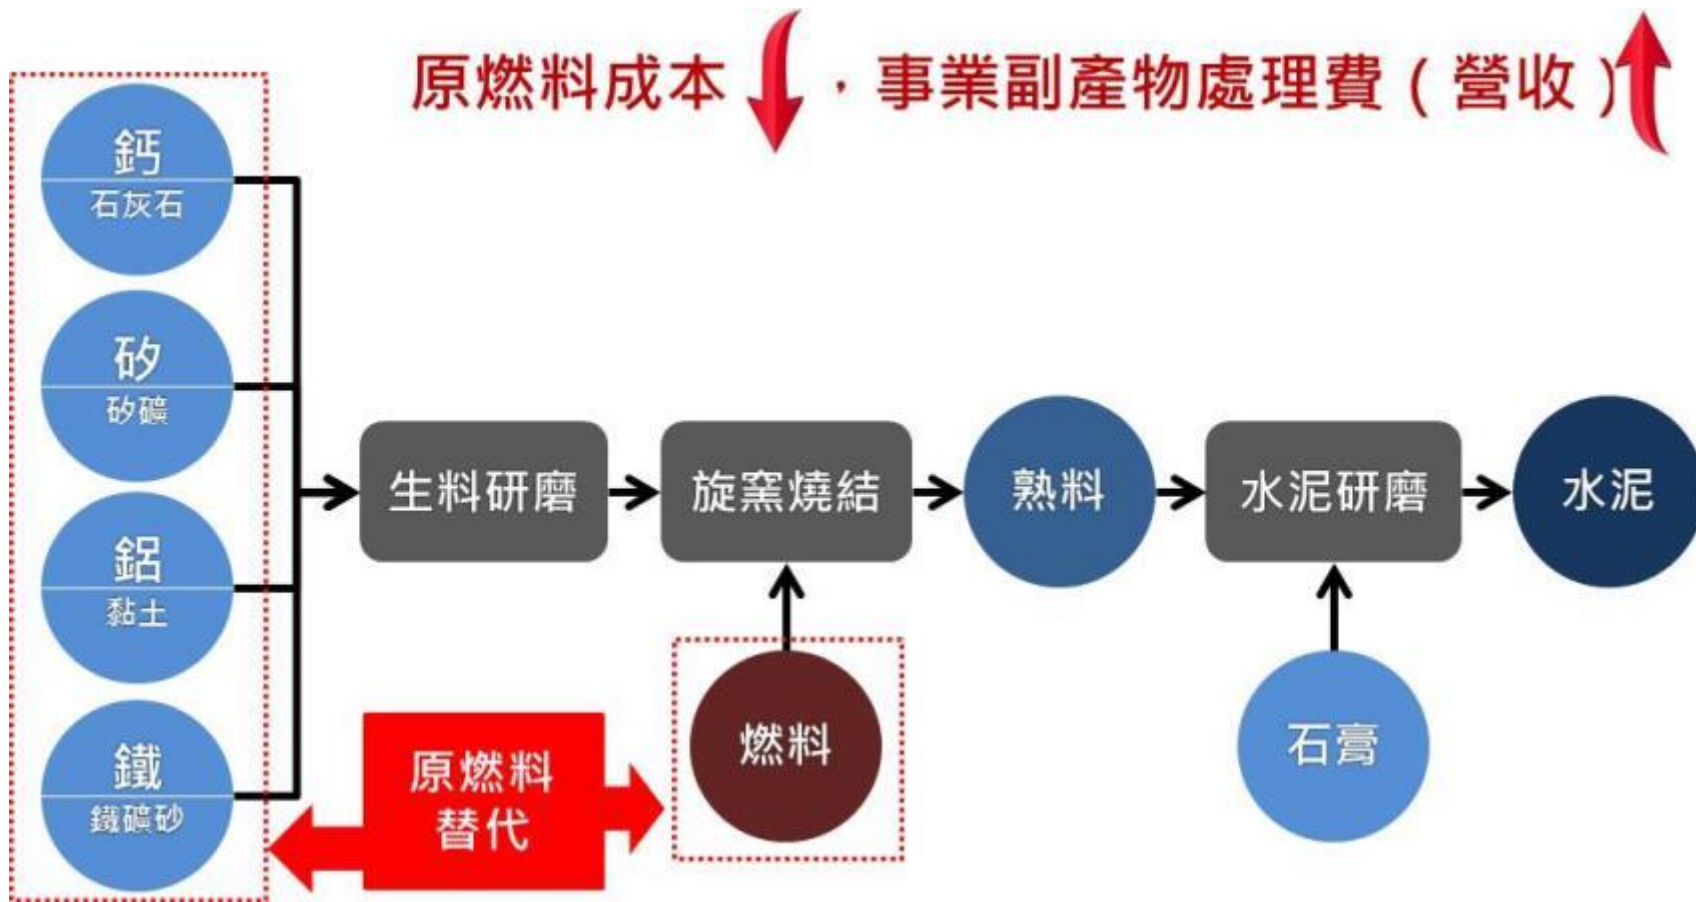 原燃料成本，事業副產物處理費（營收）
鈣
石灰石
矽
矽礦
鋁
黏土
鐵
鐵礦砂
生料研磨
旋窯燒結
熟料
水泥研磨
水泥
原燃料
替代
燃料
石膏